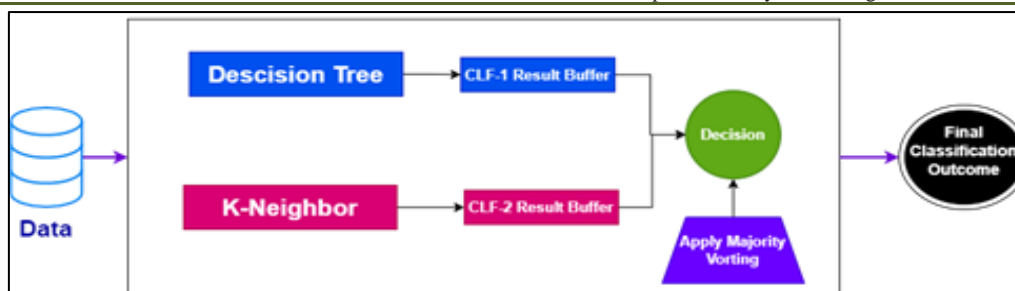 Descision Tree
CLF-1 Result Buffer
Decision
Final
Classification
Outcome
K-Neighbor
CLF-2 Result Buffer
Data
Apply Majority
Vorting